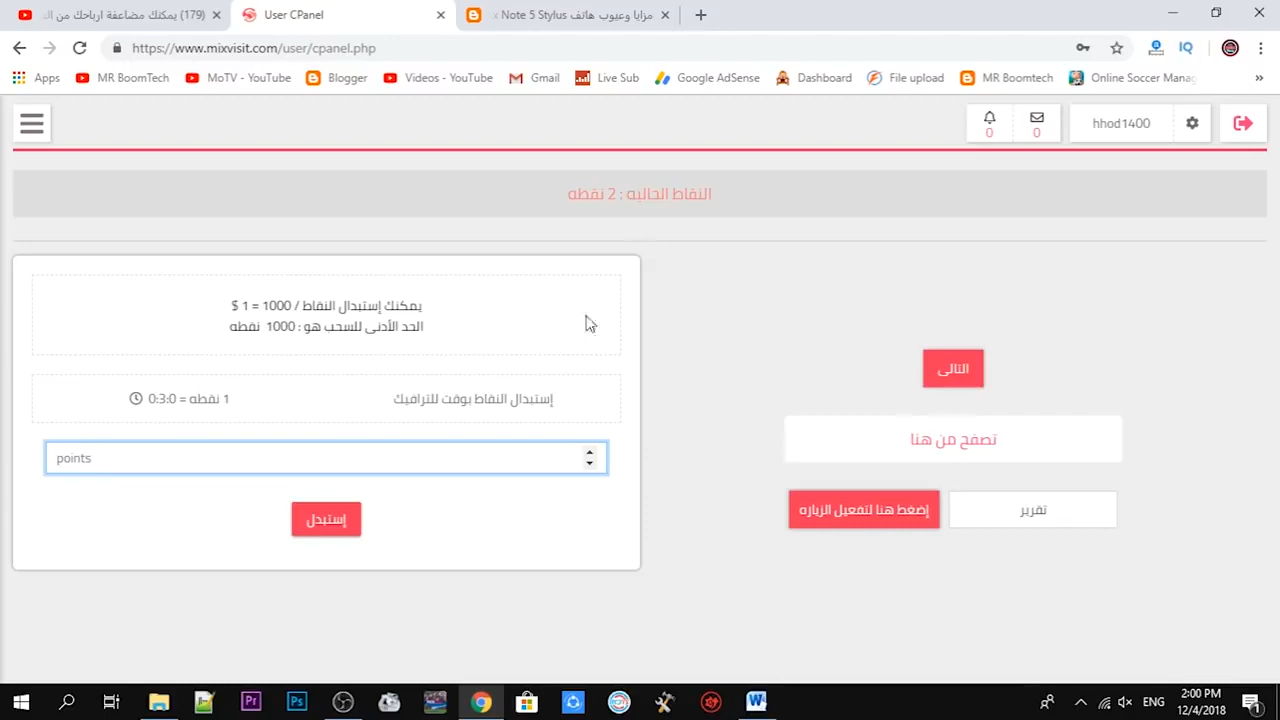 (179) يمكنك مضاعفة ارباحك من ال
User CPanel
مزايا وعيوب هاتف x Note 5 Stylus
https://www.mixvisit.com/user/cpanel.php
IQ
Apps
MR BoomTech
MoTV - YouTube
Blogger
Videos - YouTube
Gmail
Live Sub
Google AdSense
Dashboard
File upload
MR Boomtech
Online Soccer Manag
»
0
0
hhod1400
النقاط الحاليه : 2 نقطه
يمكنك إستبدال النقاط / 1000 = 1 $
الحد الأدنى للسحب هو : 1000 نقطه
إستبدال النقاط بوقت للترافيك
1 نقطه = 0:3:0
points
إستبدل
التالى
تصفح من هنا
إضغط هنا لتفعيل الزياره
تقرير
Pr
Ps
ENG
2:00 PM
12/4/2018
1